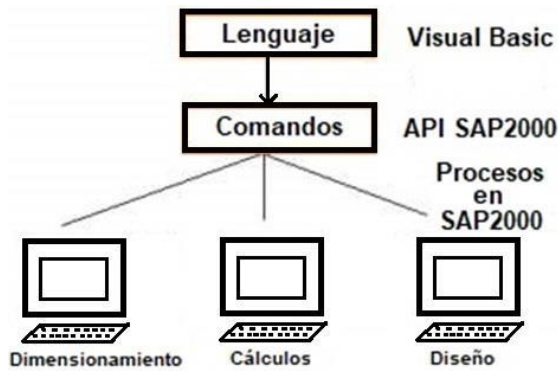 Lenguaje
Visual Basic
Comandos
API SAP2000
Procesos
en
SAP2000
Dimensionamiento
Cálculos
Diseño